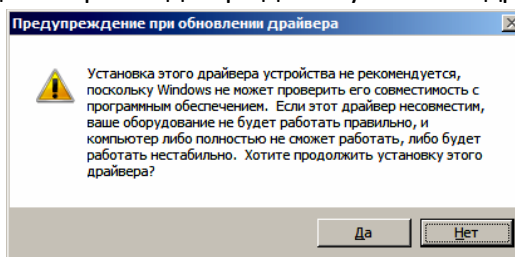 Предупреждение при обновлении драйвера
Установка этого драйвера устройства не рекомендуется,
поскольку Windows не может проверить его совместимость с
программным обеспечением. Если этот драйвер несовместим,
ваше оборудование не будет работать правильно, и
компьютер либо полностью не сможет работать, либо будет
работать нестабильно. Хотите продолжить установку этого
драйвера?
Да
Нет